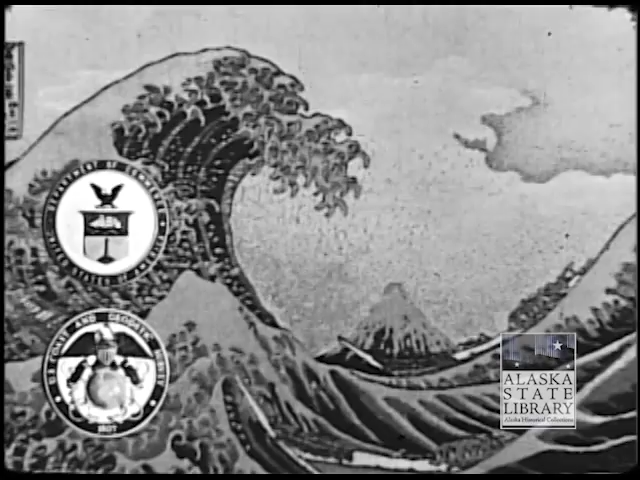 DEPARTMENT OF COMMERCE
UNITED STATES OF AMERICA
U.S. COAST AND GEODETIC SURVEY
1807
ALASKA
STATE
LIBRARY
Alaska Historical Collections